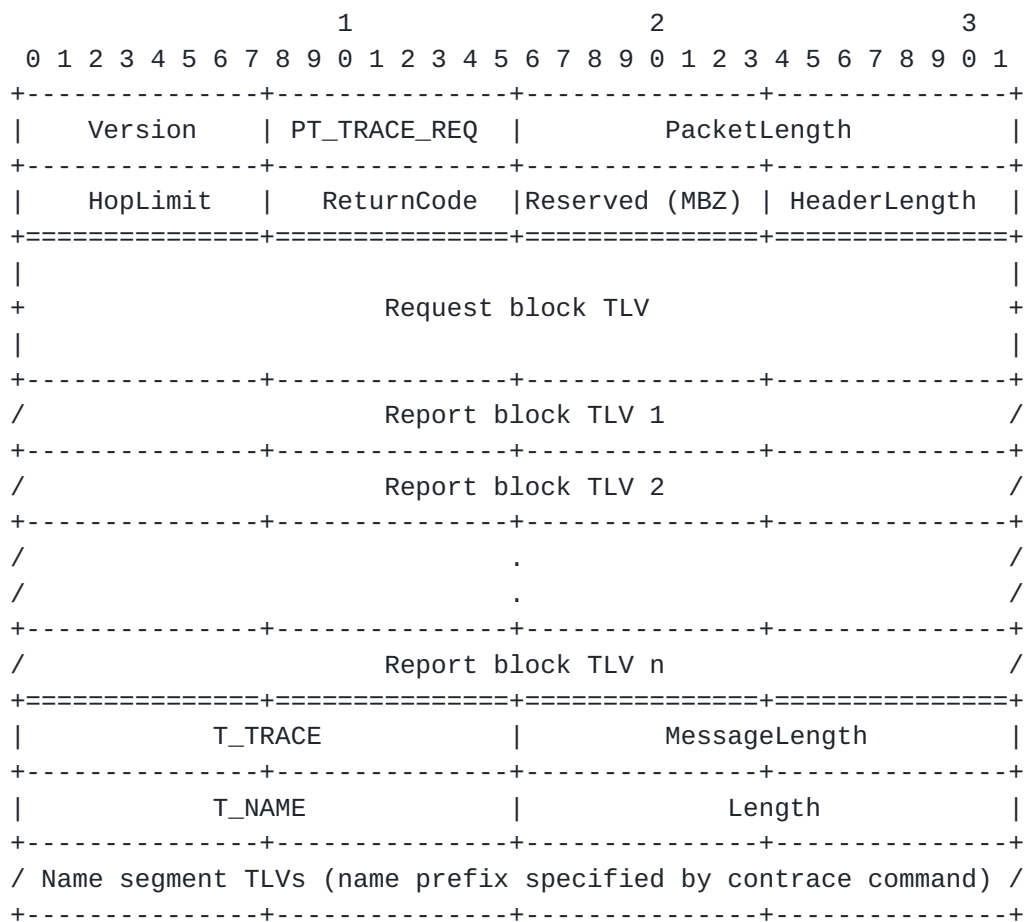 1                   2                   3
 0 1 2 3 4 5 6 7 8 9 0 1 2 3 4 5 6 7 8 9 0 1 2 3 4 5 6 7 8 9 0 1
+---------------+---------------+---------------+---------------+
|    Version    | PT_TRACE_REQ  |         PacketLength          |
+---------------+---------------+---------------+---------------+
|    HopLimit   |   ReturnCode  |Reserved (MBZ) | HeaderLength  |
+===============+===============+===============+===============+
|                                                               |
+                       Request block TLV                       +
|                                                               |
+---------------+---------------+---------------+---------------+
/                       Report block TLV 1                      /
+---------------+---------------+---------------+---------------+
/                       Report block TLV 2                      /
+---------------+---------------+---------------+---------------+
/                               .                               /
/                               .                               /
+---------------+---------------+---------------+---------------+
/                       Report block TLV n                      /
+===============+===============+===============+===============+
|            T_TRACE            |         MessageLength         |
+---------------+---------------+---------------+---------------+
|            T_NAME             |             Length            |
+---------------+---------------+---------------+---------------+
/ Name segment TLVs (name prefix specified by contrace command) /
+---------------+---------------+---------------+---------------+